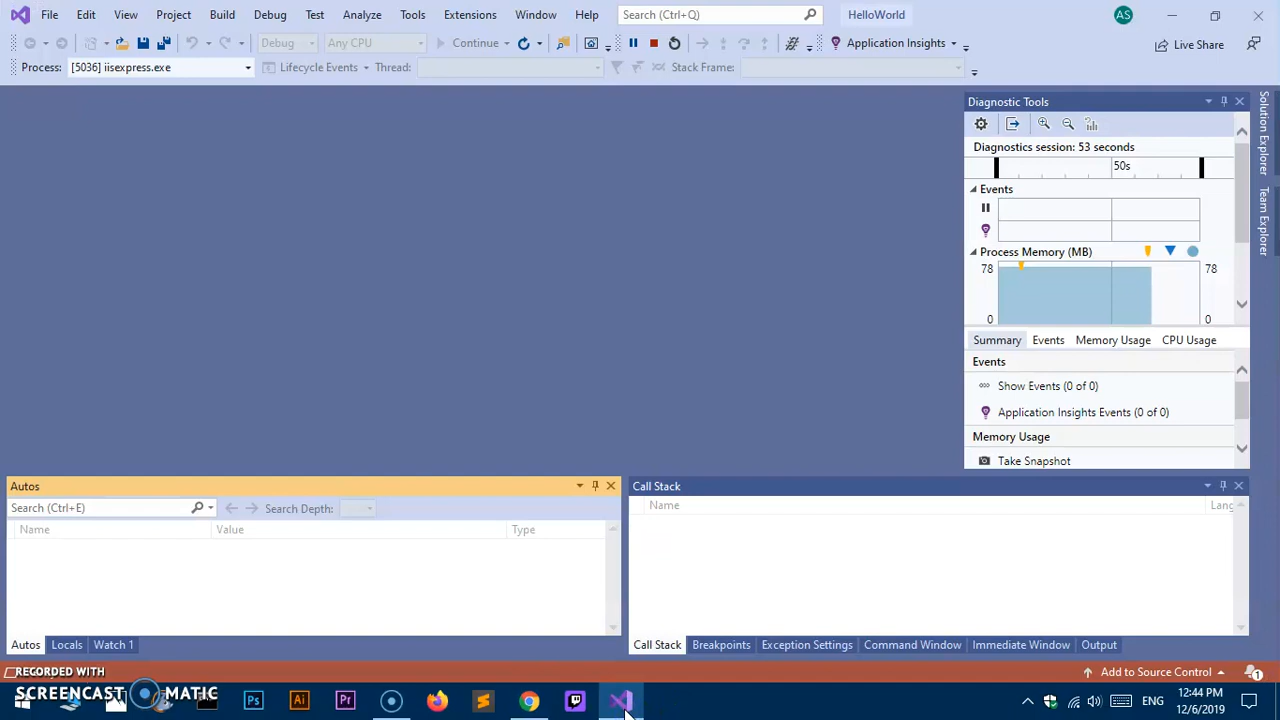 File Edit View Project Build Debug Test Analyze Tools Extensions Window Help Search (Ctrl+Q) HelloWorld AS
Debug Any CPU Continue Application Insights Live Share
Process: [5036] iisexpress.exe Lifecycle Events Thread: Stack Frame:
Diagnostic Tools
Diagnostics session: 53 seconds
50s
Events
Process Memory (MB)
78 78
0 0
Summary Events Memory Usage CPU Usage
Events
Show Events (0 of 0)
Application Insights Events (0 of 0)
Memory Usage
Take Snapshot
Solution Explorer
Team Explorer
Autos
Search (Ctrl+E) Search Depth:
Name Value Type
Autos Locals Watch 1
Call Stack
Name Lang
Call Stack Breakpoints Exception Settings Command Window Immediate Window Output
Add to Source Control 1
RECORDED WITH
SCREENCAST MATIC
Ps Ai Pr
ENG
12:44 PM
12/6/2019